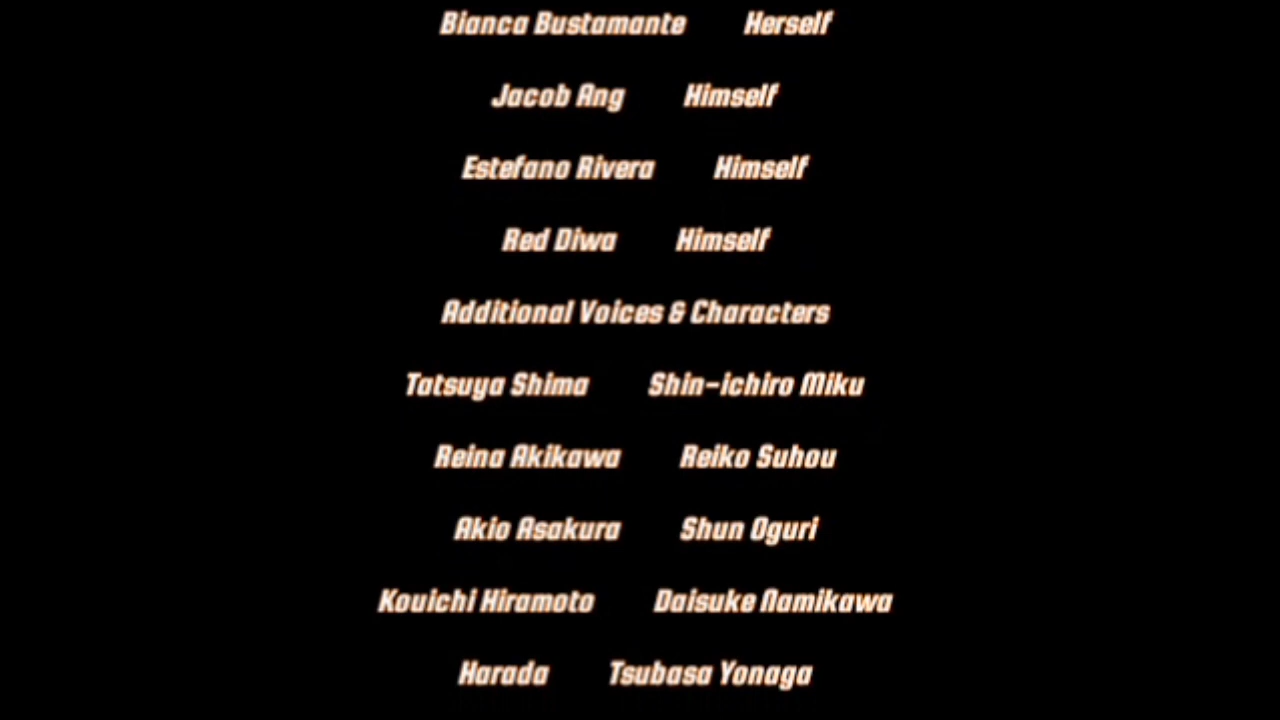 Bianca Bustamante Herself
Jacob Ang Himself
Estefano Rivera Himself
Red Diwa Himself
Additional Voices & Characters
Tatsuya Shima Shin-ichiro Miku
Reina Akikawa Reiko Suhou
Akio Asakura Shun Oguri
Kouichi Hiramoto Daisuke Namikawa
Harada Tsubasa Yonaga